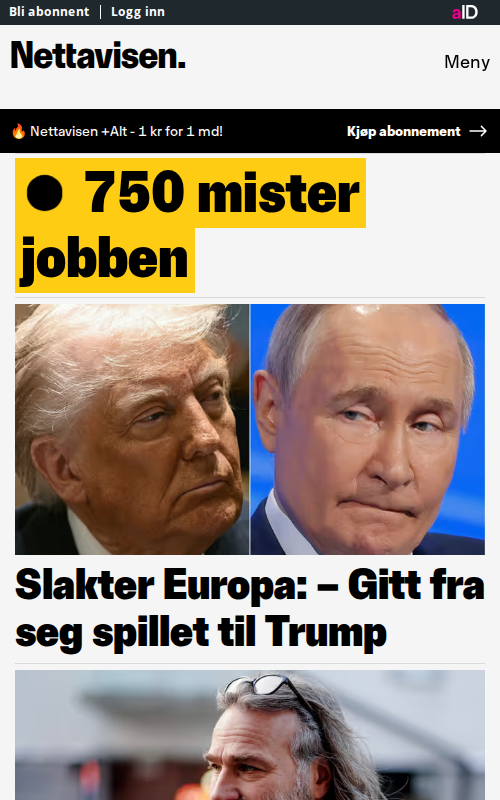 Bli abonnent | Logg inn
aID
Nettavisen.
Meny
🔥 Nettavisen +Alt - 1 kr for 1 md!
Kjøp abonnement →
● 750 mister
jobben
Slakter Europa: – Gitt fra
seg spillet til Trump